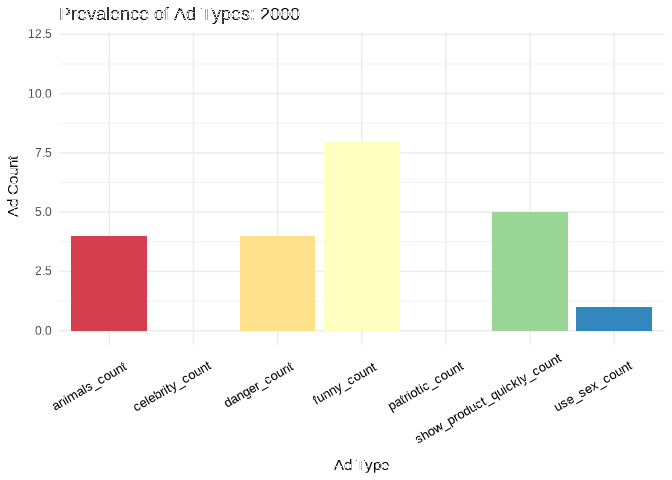 Prevalence of Ad Types: 2000
12.5
10.0
7.5
5.0
2.5
0.0
Ad Count
animals_count
celebrity_count
danger_count
funny_count
patriotic_count
show_product_quickly_count
use_sex_count
Ad Type